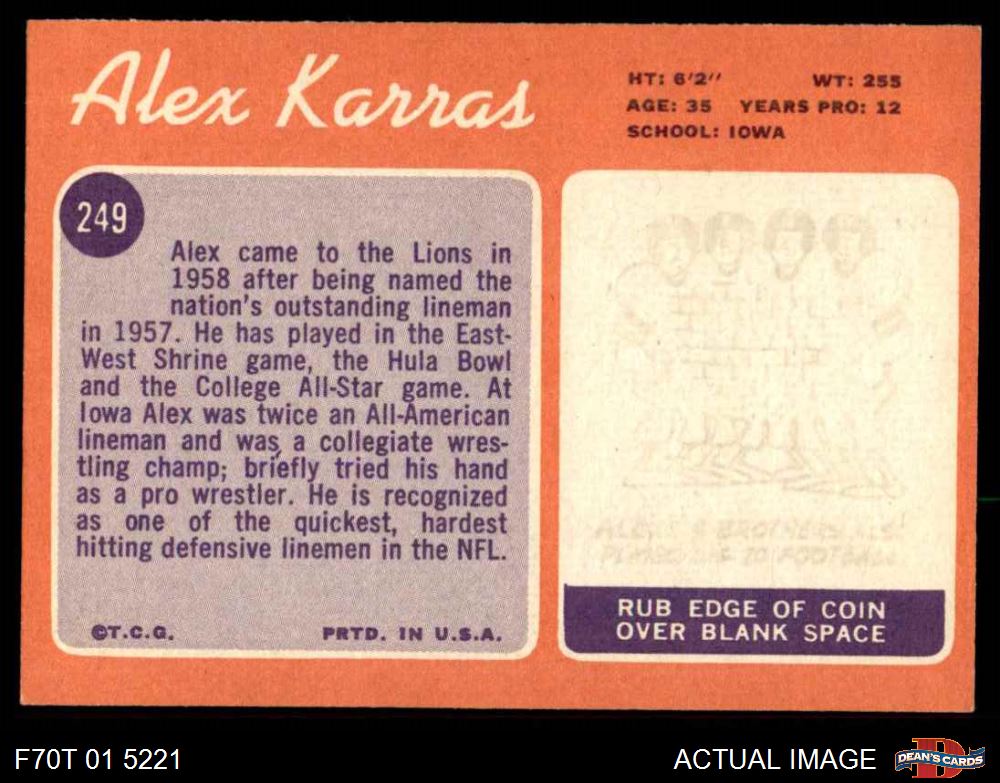 Alex Karras
HT: 6'2" WT: 255
AGE: 35 YEARS PRO: 12
SCHOOL: IOWA
249
Alex came to the Lions in
1958 after being named the
nation's outstanding lineman
in 1957. He has played in the East-
West Shrine game, the Hula Bowl
and the College All-Star game. At
Iowa Alex was twice an All-American
lineman and was a collegiate wres-
tling champ; briefly tried his hand
as a pro wrestler. He is recognized
as one of the quickest, hardest
hitting defensive linemen in the NFL.
©T.C.G. PRTD. IN U.S.A.
BROTHERS
FOOTBALL
RUB EDGE OF COIN
OVER BLANK SPACE
F70T 01 5221
ACTUAL IMAGE
D
DEAN'S CARDS